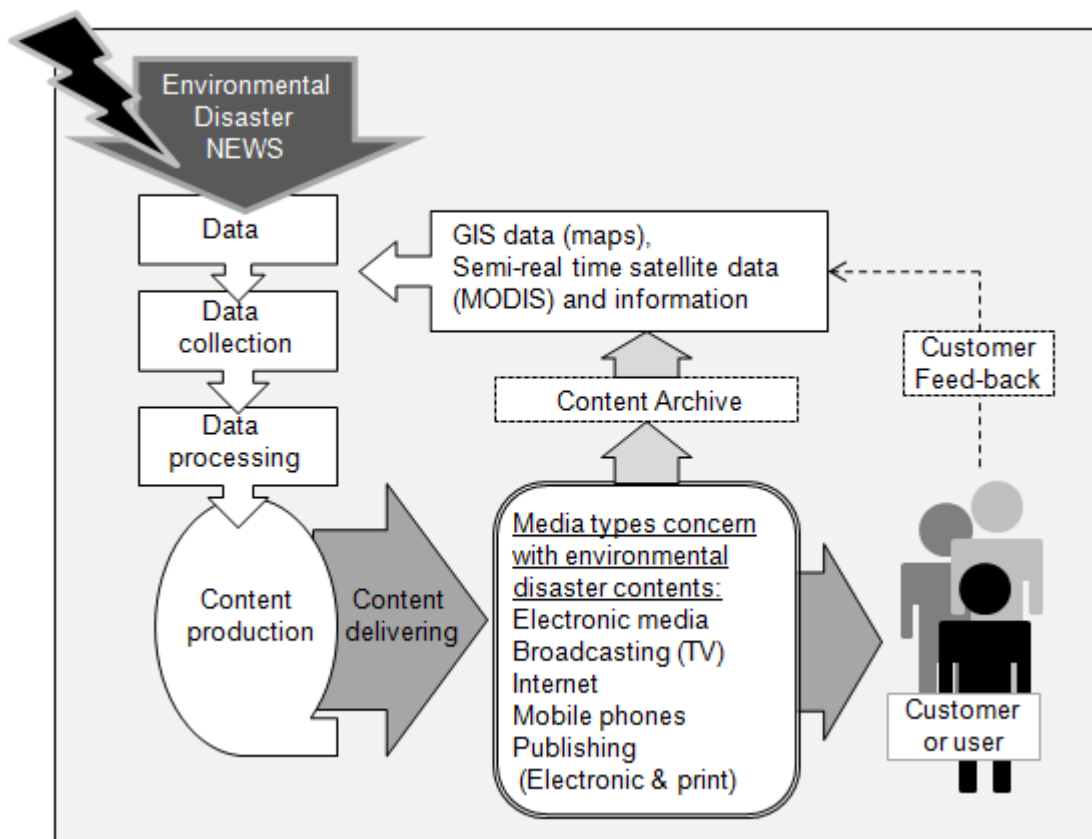 Environmental
Disaster
NEWS
Data
Data
collection
Data
processing
Content
production
Content
delivering
GIS data (maps),
Semi-real time satellite data
(MODIS) and information
Content Archive
Media types concern
with environmental
disaster contents:
Electronic media
Broadcasting (TV)
Internet
Mobile phones
Publishing
(Electronic & print)
Customer
Feed-back
Customer
or user